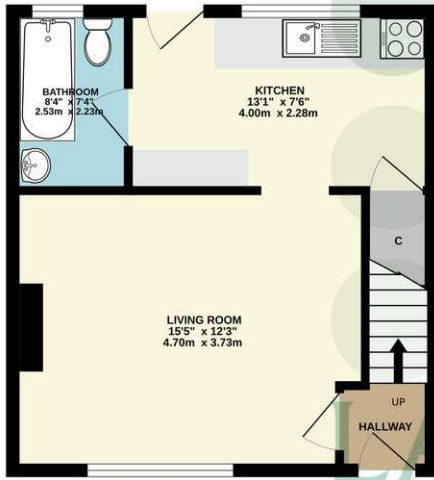 BATHROOM
8'4" x 7'4"
2.53m x 2.23m
KITCHEN
13'1" x 7'6"
4.00m x 2.28m
C
LIVING ROOM
15'5" x 12'3"
4.70m x 3.73m
UP
HALLWAY